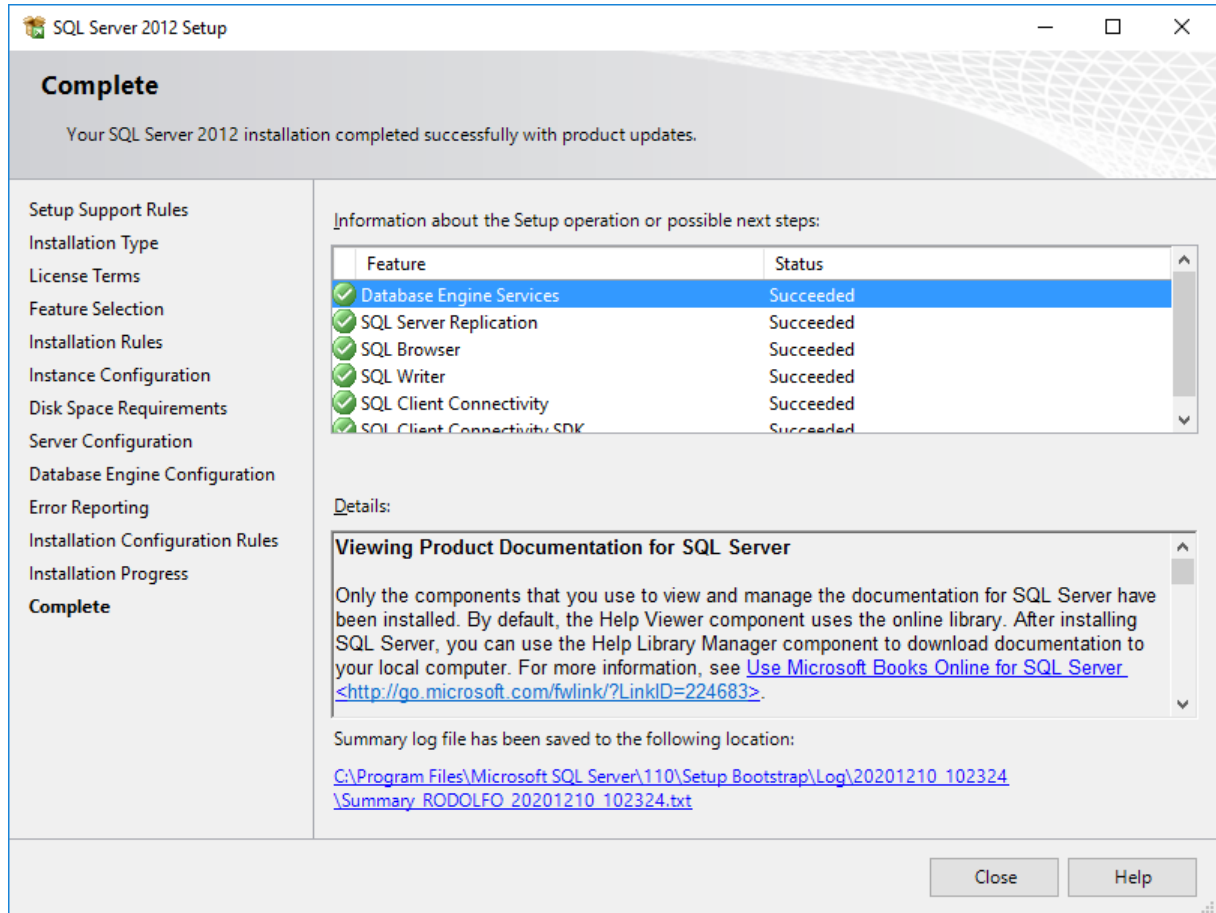 SQL Server 2012 Setup
Complete
Your SQL Server 2012 installation completed successfully with product updates.
Setup Support Rules
Installation Type
License Terms
Feature Selection
Installation Rules
Instance Configuration
Disk Space Requirements
Server Configuration
Database Engine Configuration
Error Reporting
Installation Configuration Rules
Installation Progress
Complete
Information about the Setup operation or possible next steps:
Feature Status
Database Engine Services Succeeded
SQL Server Replication Succeeded
SQL Browser Succeeded
SQL Writer Succeeded
SQL Client Connectivity Succeeded
SQL Client Connectivity SDK Succeeded
Details:
Viewing Product Documentation for SQL Server
Only the components that you use to view and manage the documentation for SQL Server have
been installed. By default, the Help Viewer component uses the online library. After installing
SQL Server, you can use the Help Library Manager component to download documentation to
your local computer. For more information, see Use Microsoft Books Online for SQL Server
<http://go.microsoft.com/fwlink/?LinkID=224683>.
Summary log file has been saved to the following location:
C:\Program Files\Microsoft SQL Server\110\Setup Bootstrap\Log\20201210_102324
\Summary_RODOLFO_20201210_102324.txt
Close Help